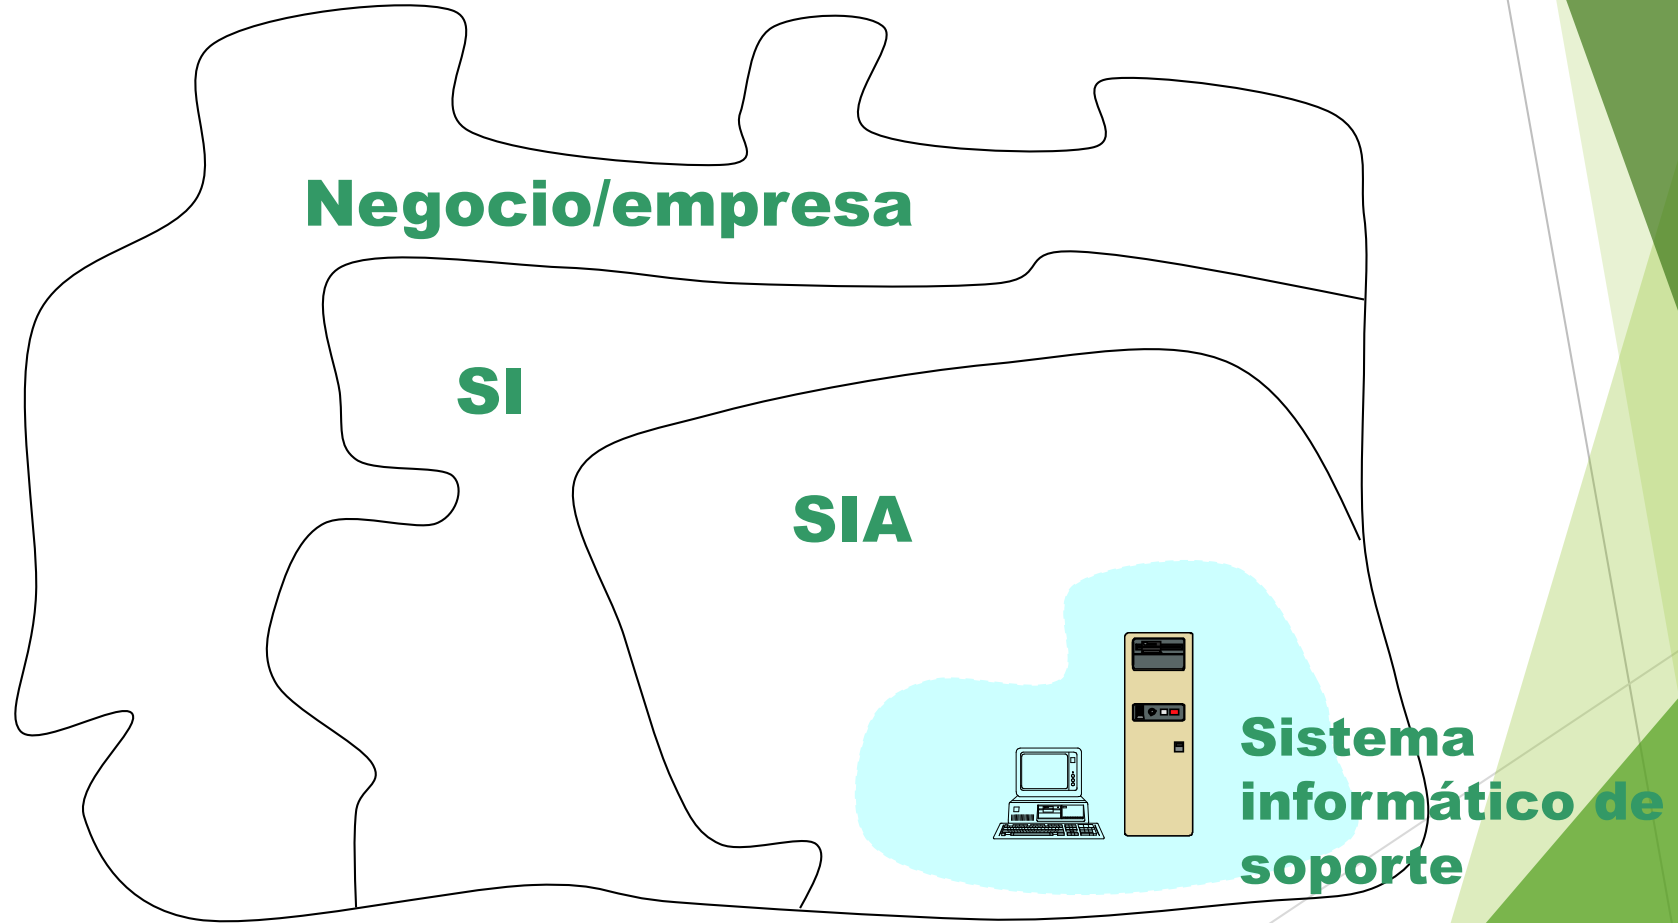 Negocio/empresa
SI
SIA
Sistema
informático de
soporte